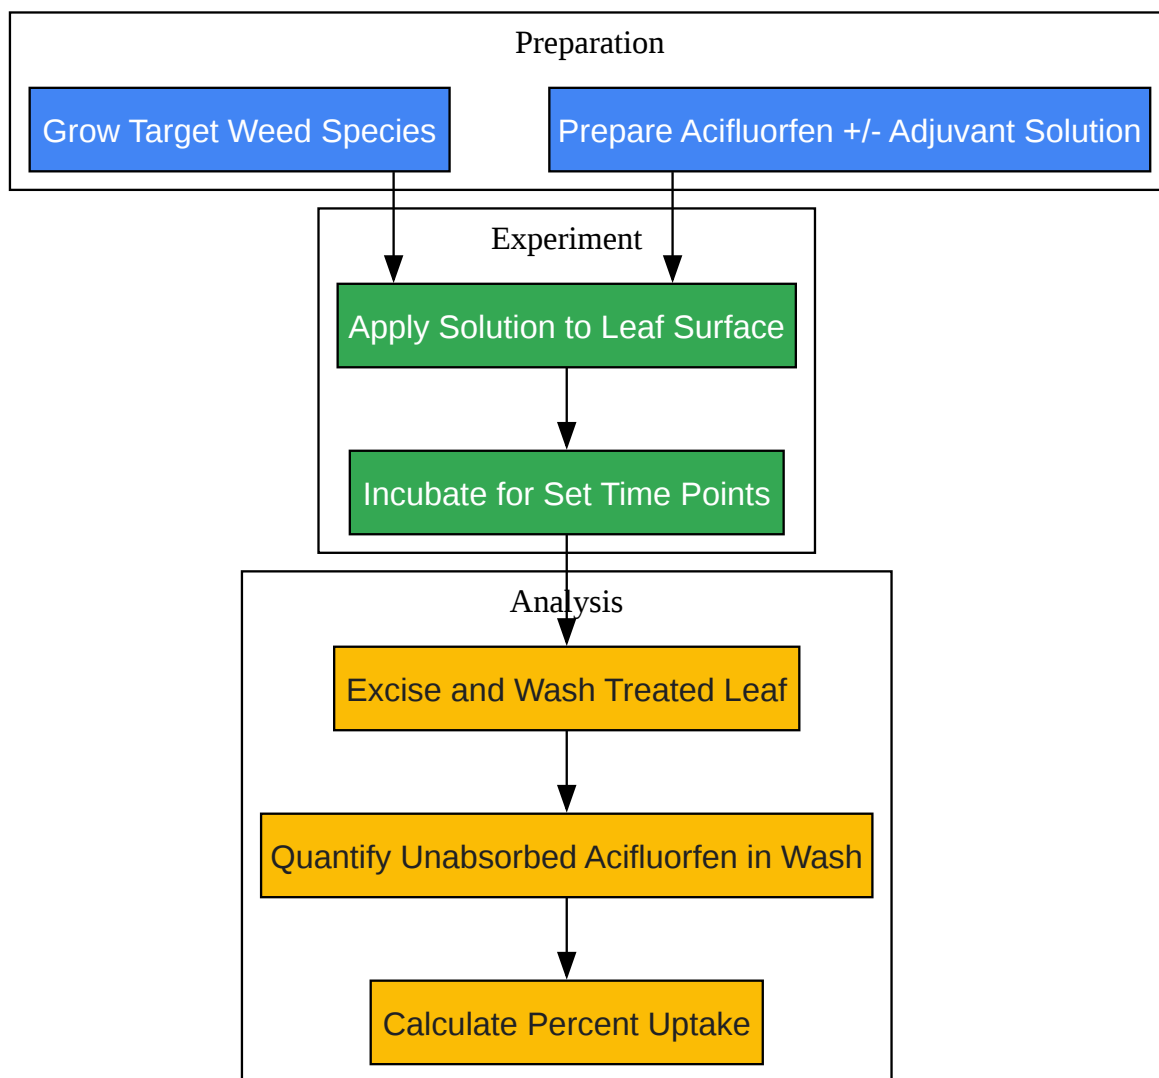 Preparation
Grow Target Weed Species
Prepare Acifluorfen +/- Adjuvant Solution
Experiment
Apply Solution to Leaf Surface
Incubate for Set Time Points
Analysis
Excise and Wash Treated Leaf
Quantify Unabsorbed Acifluorfen in Wash
Calculate Percent Uptake